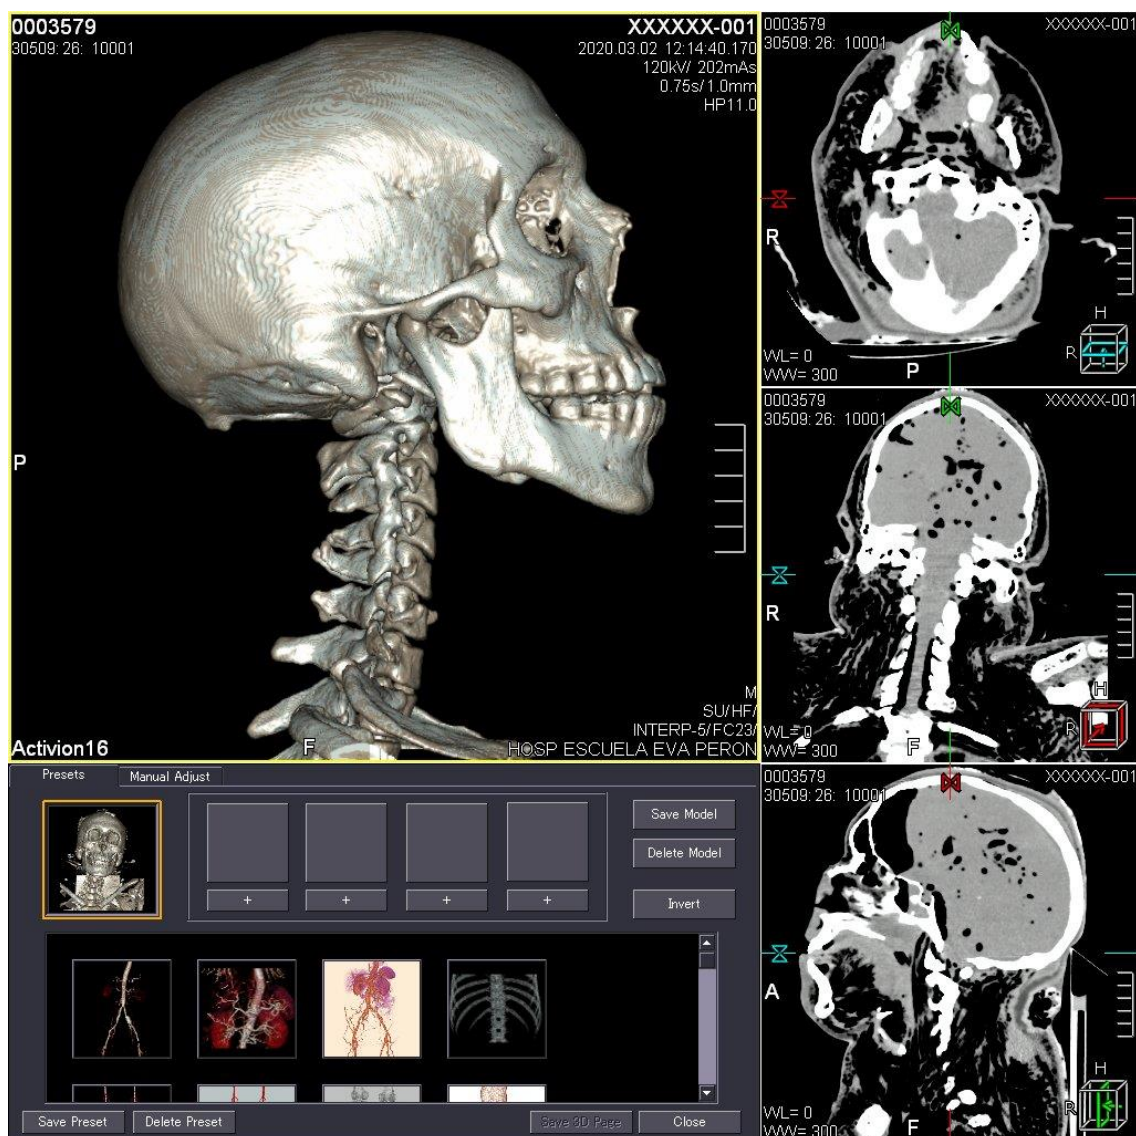 0003579
30509: 26: 10001
XXXXXX-001
2020.03.02 12:14:40.170
120kV/ 202mAs
0.75s/1.0mm
HP11.0
P
M
SU/HF/
INTERP-5/FC23/
HOSP ESCUELA EVA PERON
Activion16
F
0003579
30509: 26: 10001
XXXXXX-001
R
H
R
WL= 0
WW= 300
P
0003579
30509: 26: 10001
XXXXXX-001
R
H
R
WL= 0
WW= 300
F
0003579
30509: 26: 10001
XXXXXX-001
A
H
R
WL= 0
WW= 300
F
Presets
Manual Adjust
+
+
+
+
Save Model
Delete Model
Invert
Save Preset
Delete Preset
Save 3D Page
Close